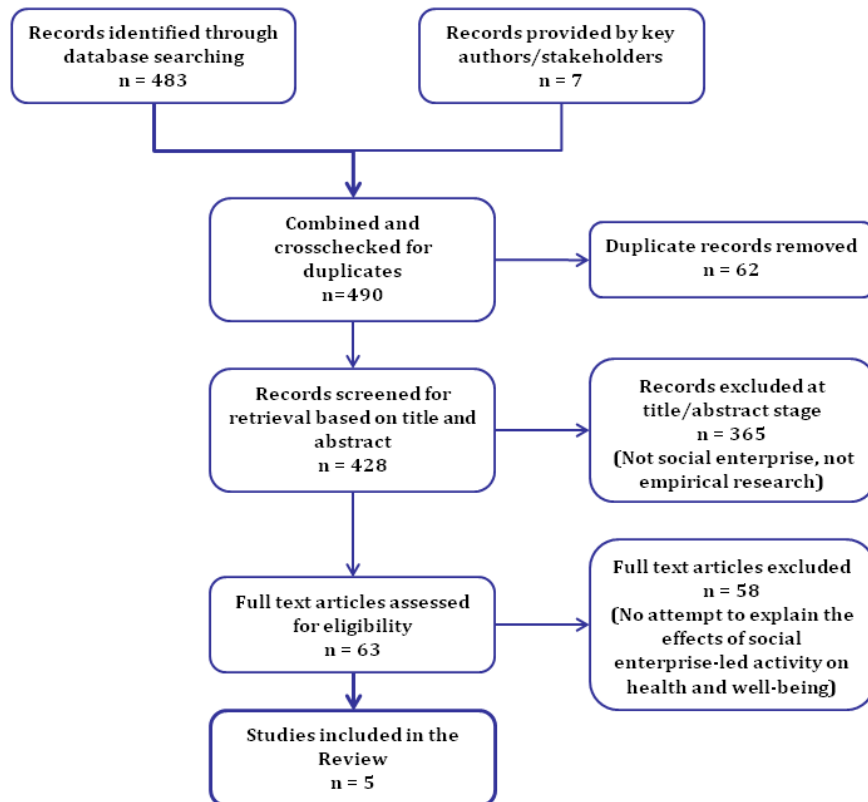 Records identified through
database searching
n = 483
Records provided by key
authors/stakeholders
n = 7
Combined and
crosschecked for
duplicates
n=490
Duplicate records removed
n = 62
Records screened for
retrieval based on title and
abstract
n = 428
Records excluded at
title/abstract stage
n = 365
(Not social enterprise, not
empirical research)
Full text articles assessed
for eligibility
n = 63
Full text articles excluded
n = 58
(No attempt to explain the
effects of social
enterprise-led activity on
health and well-being)
Studies included in the
Review
n = 5